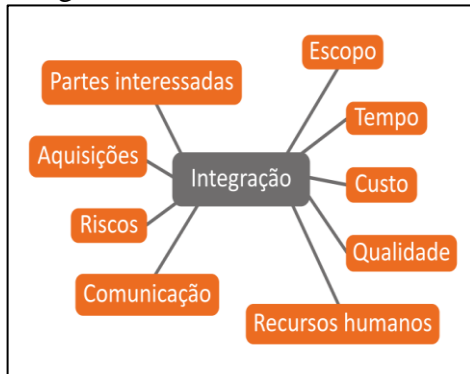 Escopo
Partes interessadas
Tempo
Aquisições
Integração
Custo
Riscos
Qualidade
Comunicação
Recursos humanos